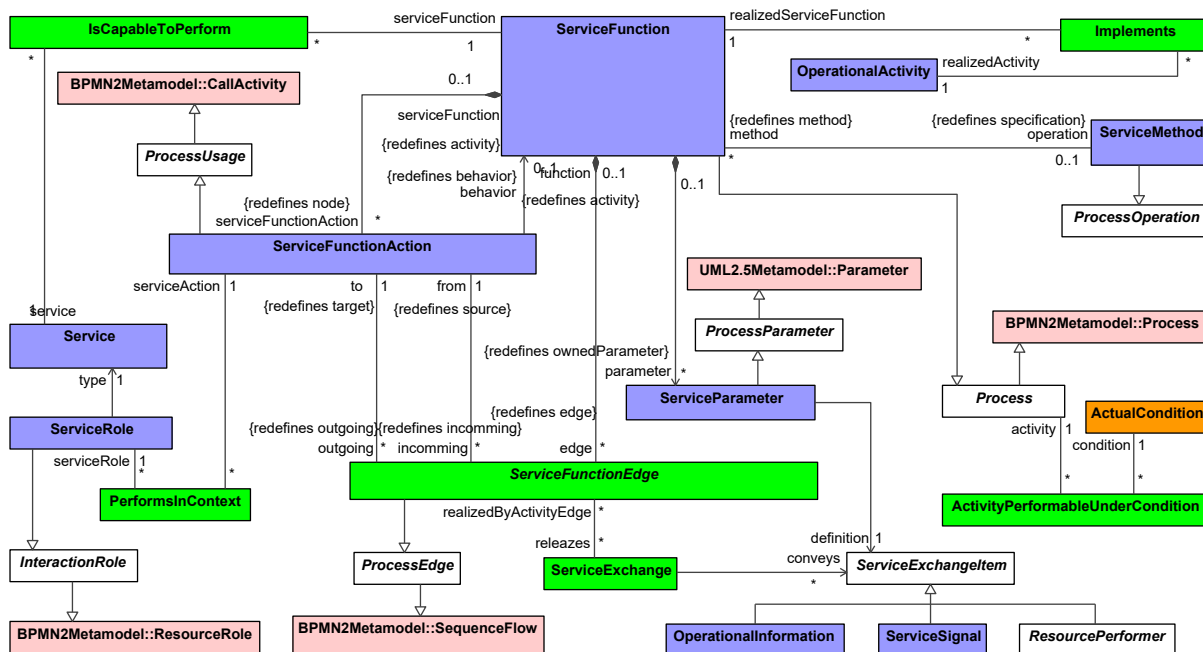 serviceFunction
realizedServiceFunction
IsCapableToPerform
ServiceFunction
Implements
*
1
1
*
*
*
OperationalActivity
realizedActivity
1
BPMN2Metamodel::CallActivity
0..1
serviceFunction
{redefines activity}
{redefines method}
method
*
{redefines specification}
operation
0..1
ServiceMethod
ProcessUsage
0..1
{redefines behavior}
behavior
function
0..1
{redefines activity}
0..1
{redefines node}
serviceFunctionAction
*
ProcessOperation
ServiceFunctionAction
serviceAction
1
to
1
from
1
{redefines target}
{redefines source}
UML2.5Metamodel::Parameter
ProcessParameter
1
service
Service
BPMN2Metamodel::Process
{redefines ownedParameter}
parameter
*
type
1
ServiceParameter
Process
ActualCondition
{redefines edge}
ServiceRole
{redefines outgoing}
{redefines incomming}
activity
1
condition
1
serviceRole
1
outgoing
*
incomming
*
edge
*
*
*
*
*
ServiceFunctionEdge
PerformsInContext
ActivityPerformableUnderCondition
realizedByActivityEdge
*
releazes
*
definition
1
conveys
*
InteractionRole
ProcessEdge
ServiceExchange
ServiceExchangeItem
BPMN2Metamodel::ResourceRole
BPMN2Metamodel::SequenceFlow
OperationalInformation
ServiceSignal
ResourcePerformer